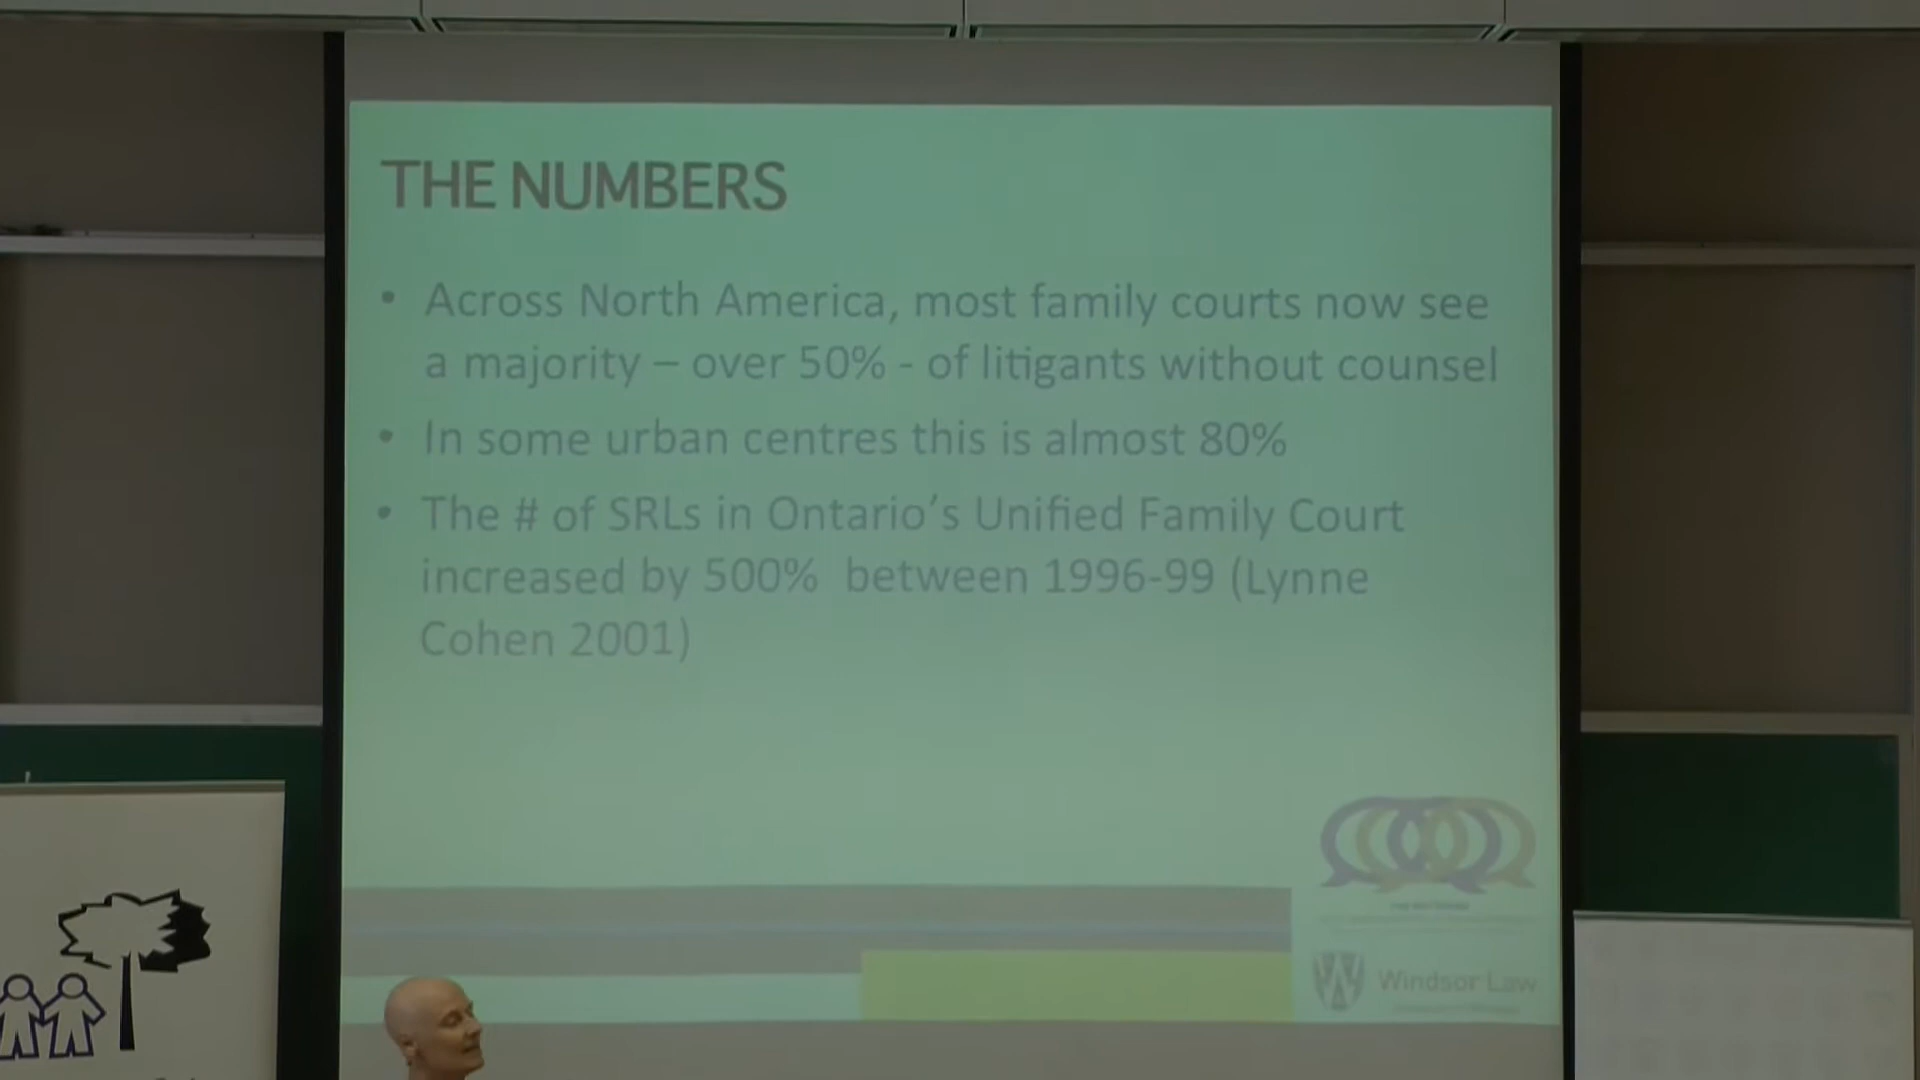 THE NUMBERS
• Across North America, most family courts now see
a majority – over 50% - of litigants without counsel
• In some urban centres this is almost 80%
• The # of SRLs in Ontario’s Unified Family Court
increased by 500%  between 1996-99 (Lynne
Cohen 2001)
Windsor Law